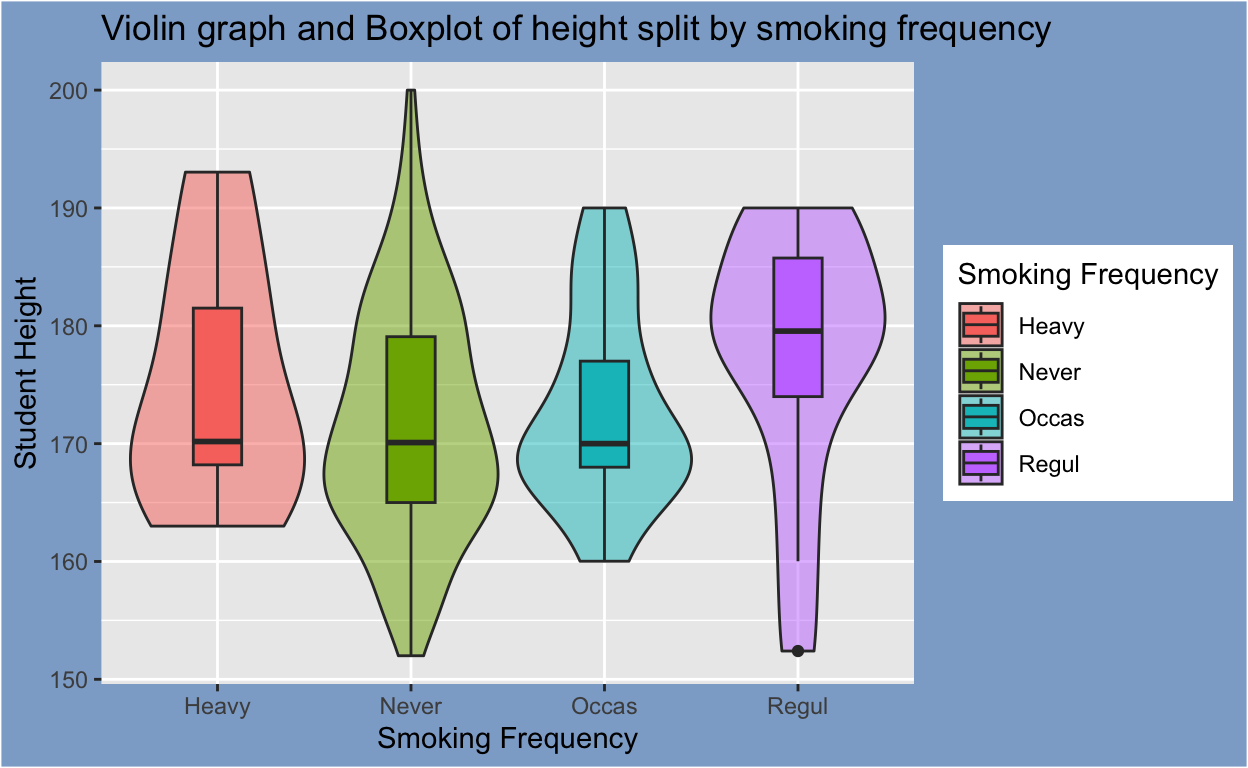 Violin graph and Boxplot of height split by smoking frequency
Student Height
200
190
180
170
160
150
Heavy Never Occas Regul
Smoking Frequency
Smoking Frequency
Heavy
Never
Occas
Regul